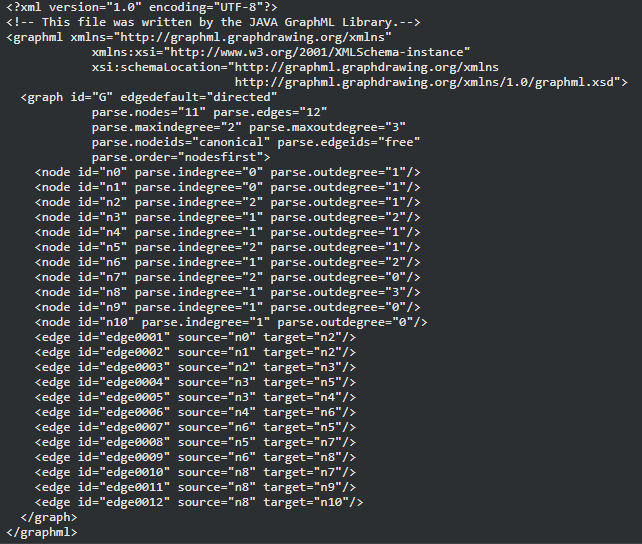 <?xml version="1.0" encoding="UTF-8"?>
<!-- This file was written by the JAVA GraphML Library.-->
<graphml xmlns="http://graphml.graphdrawing.org/xmlns"
            xmlns:xsi="http://www.w3.org/2001/XMLSchema-instance"
            xsi:schemaLocation="http://graphml.graphdrawing.org/xmlns
                                http://graphml.graphdrawing.org/xmlns/1.0/graphml.xsd">
  <graph id="G" edgedefault="directed"
            parse.nodes="11" parse.edges="12"
            parse.maxindegree="2" parse.maxoutdegree="3"
            parse.nodeids="canonical" parse.edgeids="free"
            parse.order="nodesfirst">
    <node id="n0" parse.indegree="0" parse.outdegree="1"/>
    <node id="n1" parse.indegree="0" parse.outdegree="1"/>
    <node id="n2" parse.indegree="2" parse.outdegree="1"/>
    <node id="n3" parse.indegree="1" parse.outdegree="2"/>
    <node id="n4" parse.indegree="1" parse.outdegree="1"/>
    <node id="n5" parse.indegree="2" parse.outdegree="1"/>
    <node id="n6" parse.indegree="1" parse.outdegree="2"/>
    <node id="n7" parse.indegree="2" parse.outdegree="0"/>
    <node id="n8" parse.indegree="1" parse.outdegree="3"/>
    <node id="n9" parse.indegree="1" parse.outdegree="0"/>
    <node id="n10" parse.indegree="1" parse.outdegree="0"/>
    <edge id="edge0001" source="n0" target="n2"/>
    <edge id="edge0002" source="n1" target="n2"/>
    <edge id="edge0003" source="n2" target="n3"/>
    <edge id="edge0004" source="n3" target="n5"/>
    <edge id="edge0005" source="n3" target="n4"/>
    <edge id="edge0006" source="n4" target="n6"/>
    <edge id="edge0007" source="n6" target="n5"/>
    <edge id="edge0008" source="n5" target="n7"/>
    <edge id="edge0009" source="n6" target="n8"/>
    <edge id="edge0010" source="n8" target="n7"/>
    <edge id="edge0011" source="n8" target="n9"/>
    <edge id="edge0012" source="n8" target="n10"/>
  </graph>
</graphml>